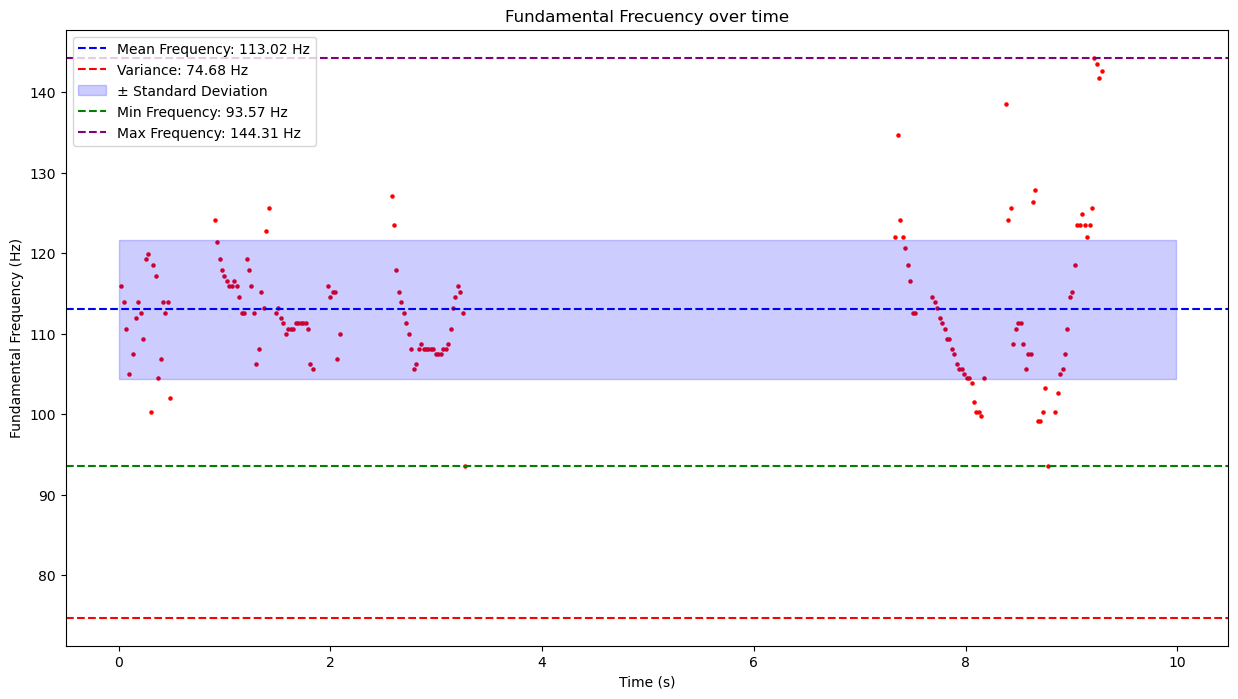 Fundamental Frecuency over time
Mean Frequency: 113.02 Hz
Variance: 74.68 Hz
± Standard Deviation
Min Frequency: 93.57 Hz
Max Frequency: 144.31 Hz
Fundamental Frequency (Hz)
140
130
120
110
100
90
80
0 2 4 6 8 10
Time (s)